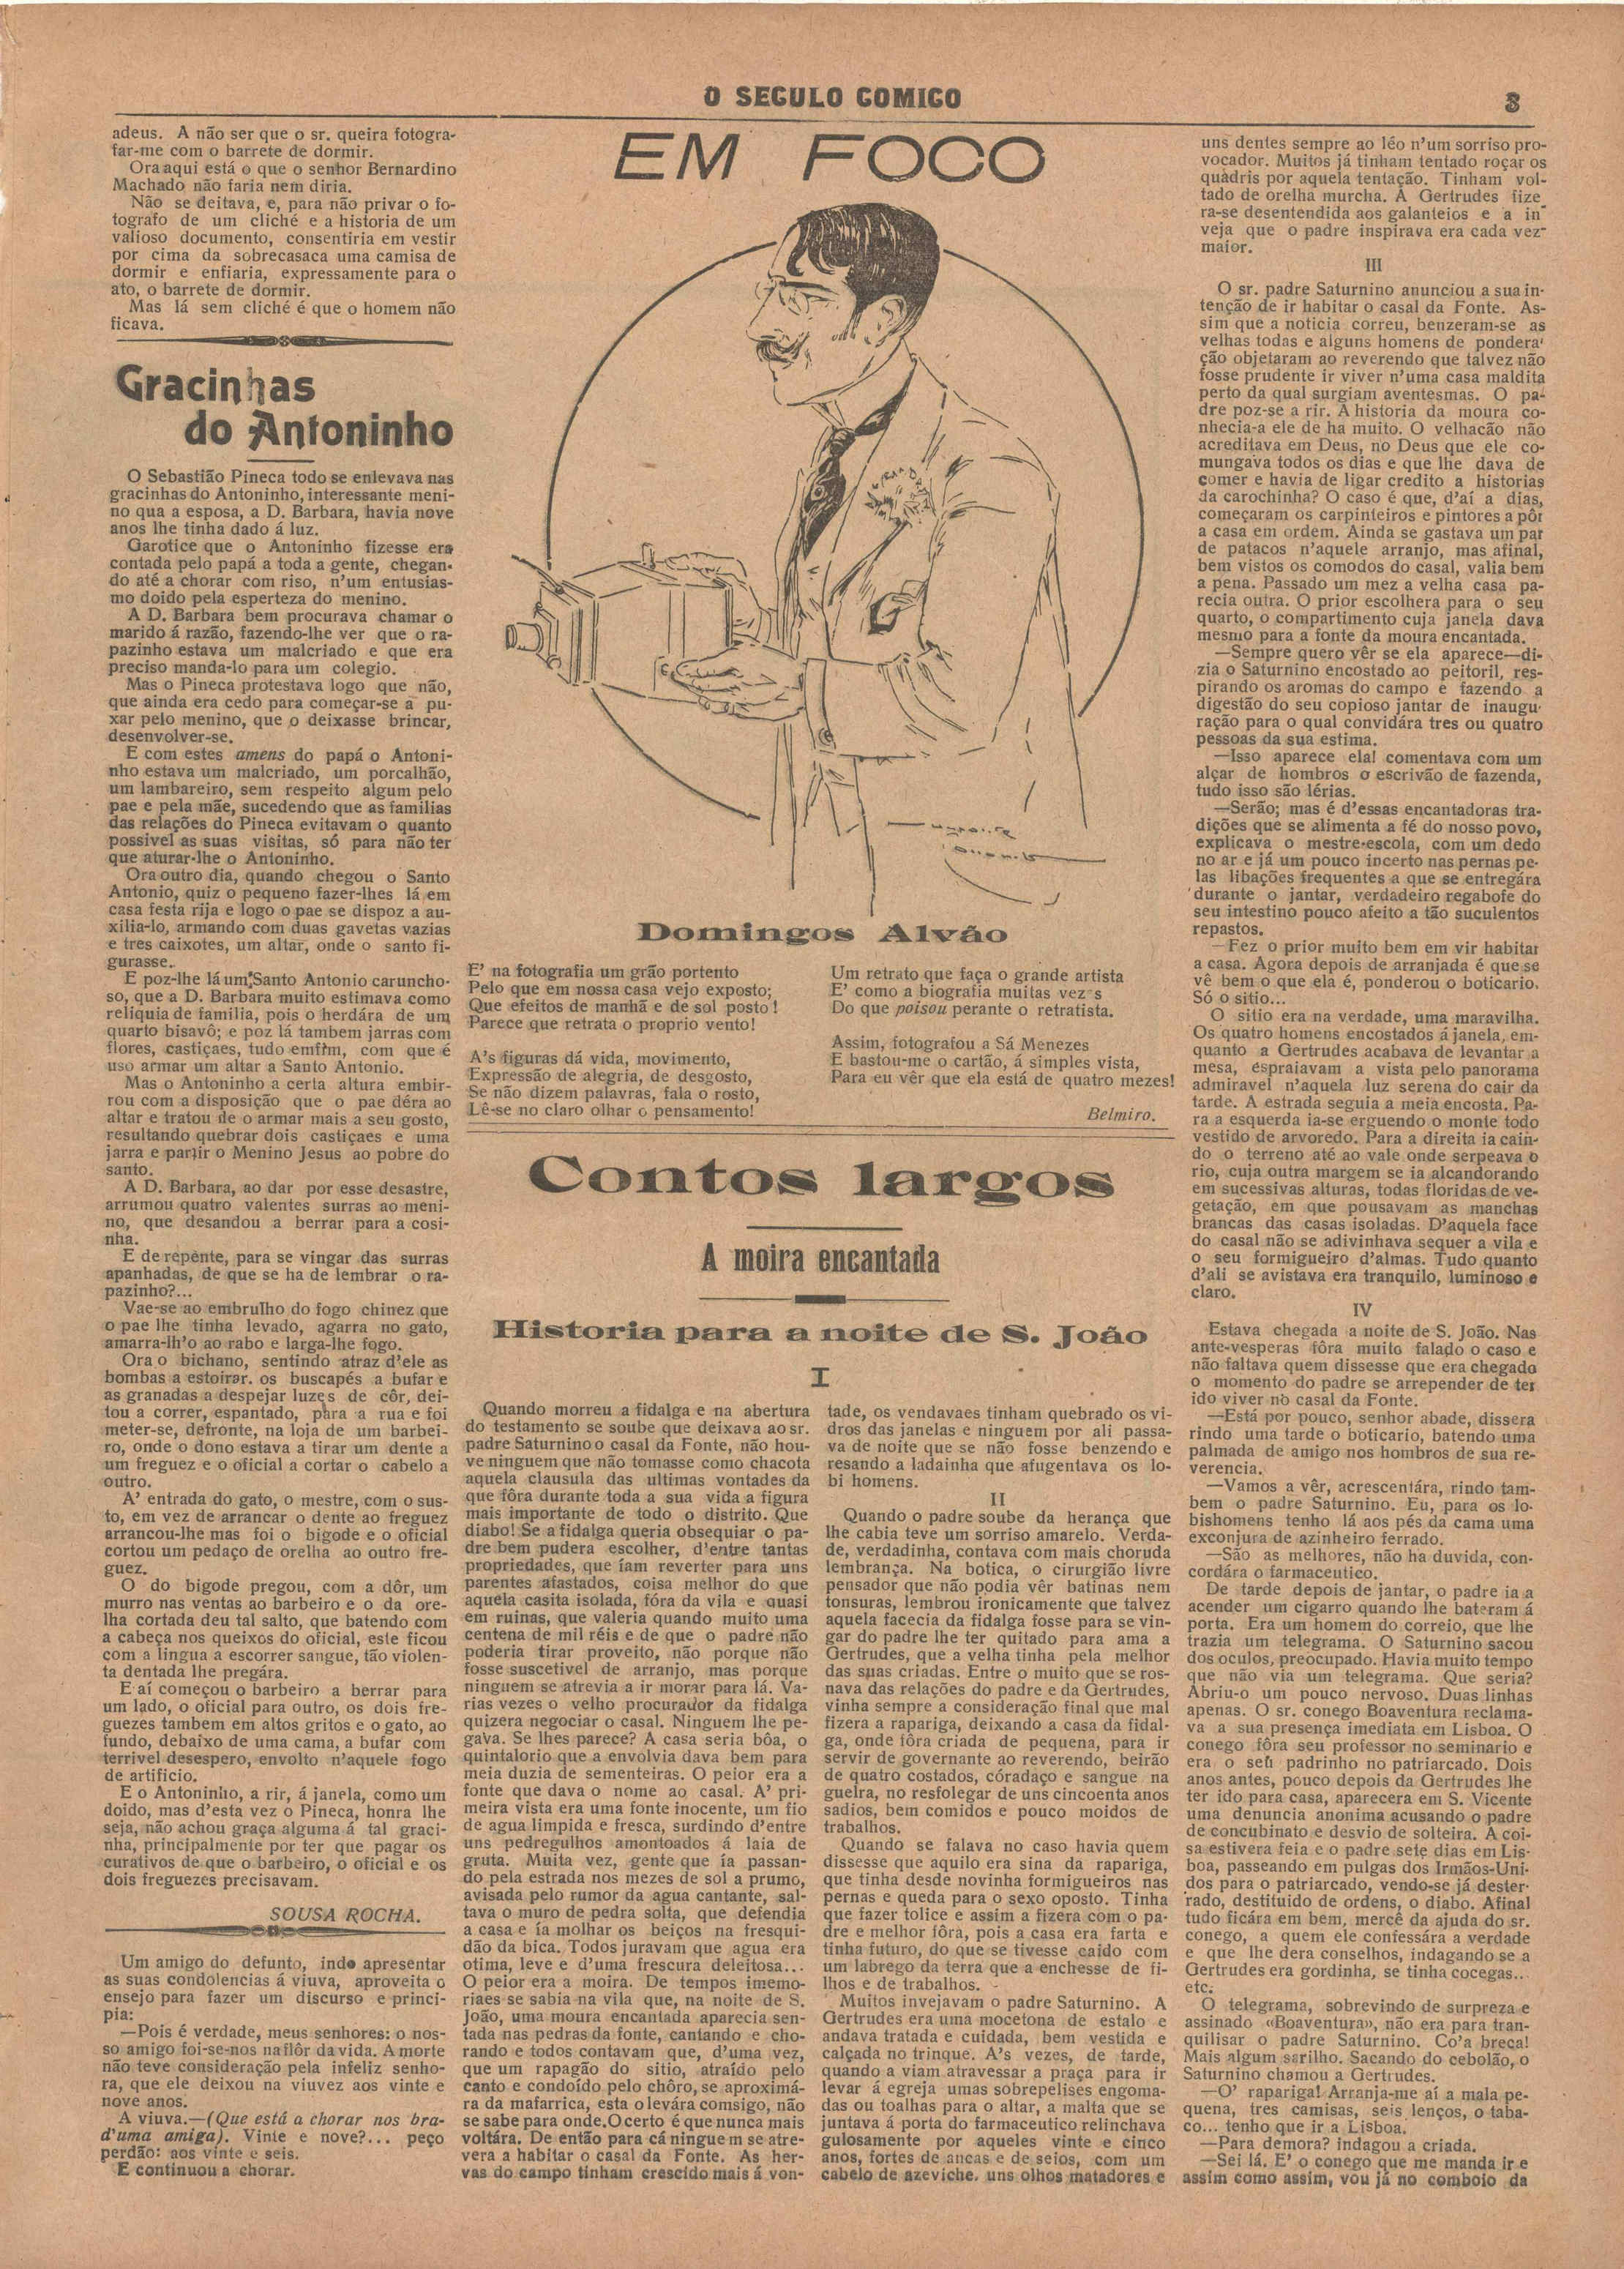 O SECULO COMICO
3
adeus. A não ser que o sr. queira fotogra-
far-me com o barrete de dormir.
Ora aqui está o que o senhor Bernardino
Machado não faria nem diria.
Não se deitava, e, para não privar o fo-
tografo de um cliché e a historia de um
valioso documento, consentiria em vestir
por cima da sobrecasaca uma camisa de
dormir e enfiaria, expressamente para o
ato, o barrete de dormir.
Mas lá sem cliché é que o homem não
ficava.
Gracinhas
do Antoninho
O Sebastião Pineca todo se enlevava nas
gracinhas do Antoninho, interessante meni-
no qua a esposa, a D. Barbara, havia nove
anos lhe tinha dado á luz.
Garotice que o Antoninho fizesse era
contada pelo papá a toda a gente, chegan-
do até a chorar com riso, n'um entusias-
mo doido pela esperteza do menino.
A D. Barbara bem procurava chamar o
marido á razão, fazendo-lhe ver que o ra-
pazinho estava um malcriado e que era
preciso manda-lo para um colegio.
Mas o Pineca protestava logo que não,
que ainda era cedo para começar-se a pu-
xar pelo menino, que o deixasse brincar,
desenvolver-se.
E com estes amens do papá o Antoni-
nho estava um malcriado, um porcalhão,
um lambareiro, sem respeito algum pelo
pae e pela mãe, sucedendo que as familias
das relações do Pineca evitavam o quanto
possivel as suas visitas, só para não ter
que aturar-lhe o Antoninho.
Ora outro dia, quando chegou o Santo
Antonio, quiz o pequeno fazer-lhes lá em
casa festa rija e logo o pae se dispoz a au-
xilia-lo, armando com duas gavetas vazias
e tres caixotes, um altar, onde o santo fi-
gurasse.
E poz-lhe lá um Santo Antonio caruncho-
so, que a D. Barbara muito estimava como
reliquia de familia, pois o herdára de um
quarto bisavô; e poz lá tambem jarras com
flores, castiçaes, tudo emfim, com que é
uso armar um altar a Santo Antonio.
Mas o Antoninho a certa altura embir-
rou com a disposição que o pae déra ao
altar e tratou de o armar mais a seu gosto,
resultando quebrar dois castiçaes e uma
jarra e partir o Menino Jesus ao pobre do
santo.
A D. Barbara, ao dar por esse desastre,
arrumou quatro valentes surras ao meni-
no, que desandou a berrar para a cosi-
nha.
E de repente, para se vingar das surras
apanhadas, de que se ha de lembrar o ra-
pazinho?...
Vae-se ao embrulho do fogo chinez que
o pae lhe tinha levado, agarra no gato,
amarra-lh'o ao rabo e larga-lhe fogo.
Ora o bichano, sentindo atraz d'ele as
bombas a estoirar. os buscapés a bufar e
as granadas a despejar luzes de côr, dei-
tou a correr, espantado, para a rua e foi
meter-se, defronte, na loja de um barbei-
ro, onde o dono estava a tirar um dente a
um freguez e o oficial a cortar o cabelo a
outro.
A' entrada do gato, o mestre, com o sus-
to, em vez de arrancar o dente ao freguez
arrancou-lhe mas foi o bigode e o oficial
cortou um pedaço de orelha ao outro fre-
guez.
O do bigode pregou, com a dôr, um
murro nas ventas ao barbeiro e o da ore-
lha cortada deu tal salto, que batendo com
a cabeça nos queixos do oficial, este ficou
com a lingua a escorrer sangue, tão violen-
ta dentada lhe pregára.
E aí começou o barbeiro a berrar para
um lado, o oficial para outro, os dois fre-
guezes tambem em altos gritos e o gato, ao
fundo, debaixo de uma cama, a bufar com
terrivel desespero, envolto n'aquele fogo
de artificio.
E o Antoninho, a rir, á janela, como um
doido, mas d'esta vez o Pineca, honra lhe
seja, não achou graça alguma á tal graci-
nha, principalmente por ter que pagar os
curativos de que o barbeiro, o oficial e os
dois freguezes precisavam.
SOUSA ROCHA.
Um amigo do defunto, indo apresentar
as suas condolencias á viuva, aproveita o
ensejo para fazer um discurso e princi-
pia:
—Pois é verdade, meus senhores: o nos-
so amigo foi-se-nos na flôr da vida. A morte
não teve consideração pela infeliz senho-
ra, que ele deixou na viuvez aos vinte e
nove anos.
A viuva.—(Que está a chorar nos bra-
d'uma amiga). Vinte e nove?... peço
perdão: aos vinte e seis.
E continuou a chorar.
EM FOCO
Domingos Alvão
E' na fotografia um grão portento
Pelo que em nossa casa vejo exposto;
Que efeitos de manhã e de sol posto!
Parece que retrata o proprio vento!
A's figuras dá vida, movimento,
Expressão de alegria, de desgosto,
Se não dizem palavras, fala o rosto,
Lê-se no claro olhar o pensamento!
Um retrato que faça o grande artista
E' como a biografia muitas vez s
Do que poisou perante o retratista.
Assim, fotografou a Sá Menezes
E bastou-me o cartão, á simples vista,
Para eu vêr que ela está de quatro mezes!
Belmiro.
Contos largos
A moira encantada
Historia para a noite de S. João
I
Quando morreu a fidalga e na abertura
do testamento se soube que deixava ao sr.
padre Saturnino o casal da Fonte, não hou-
ve ninguem que não tomasse como chacota
aquela clausula das ultimas vontades da
que fôra durante toda a sua vida a figura
mais importante de todo o distrito. Que
diabo! Se a fidalga queria obsequiar o pa-
dre bem pudera escolher, d'entre tantas
propriedades, que íam reverter para uns
parentes afastados, coisa melhor do que
aquela casita isolada, fóra da vila e quasi
em ruinas, que valeria quando muito uma
centena de mil réis e de que o padre não
poderia tirar proveito, não porque não
fosse suscetivel de arranjo, mas porque
ninguem se atrevia a ir morar para lá. Va-
rias vezes o velho procurador da fidalga
quizera negociar o casal. Ninguem lhe pe-
gava. Se lhes parece? A casa seria bôa, o
quintalorio que a envolvia dava bem para
meia duzia de sementeiras. O peior era a
fonte que dava o nome ao casal. A' pri-
meira vista era uma fonte inocente, um fio
de agua limpida e fresca, surdindo d'entre
uns pedregulhos amontoados á laia de
gruta. Muita vez, gente que ía passan-
do pela estrada nos mezes de sol a prumo,
avisada pelo rumor da agua cantante, sal-
tava o muro de pedra solta, que defendia
a casa e ía molhar os beiços na fresqui-
dão da bica. Todos juravam que agua era
otima, leve e d'uma frescura deleitosa...
O peior era a moira. De tempos imemo-
riaes se sabia na vila que, na noite de S.
João, uma moura encantada aparecia sen-
tada nas pedras da fonte, cantando e cho-
rando e todos contavam que, d'uma vez,
que um rapagão do sitio, atraído pelo
canto e condoído pelo chôro, se aproximá-
ra da mafarrica, esta o levára comsigo, não
se sabe para onde. O certo é que nunca mais
voltára. De então para cá ninguem se atre-
vera a habitar o casal da Fonte. As her-
vas do campo tinham crescido mais á von-
tade, os vendavaes tinham quebrado os vi-
dros das janelas e ninguem por ali passa-
va de noite que se não fosse benzendo e
resando a ladainha que afugentava os lo-
bi homens.
II
Quando o padre soube da herança que
lhe cabia teve um sorriso amarelo. Verda-
de, verdadinha, contava com mais choruda
lembrança. Na botica, o cirurgião livre
pensador que não podia vêr batinas nem
tonsuras, lembrou ironicamente que talvez
aquela facecia da fidalga fosse para se vin-
gar do padre lhe ter quitado para ama a
Gertrudes, que a velha tinha pela melhor
das suas criadas. Entre o muito que se ros-
nava das relações do padre e da Gertrudes,
vinha sempre a consideração final que mal
fizera a rapariga, deixando a casa da fidal-
ga, onde fôra criada de pequena, para ir
servir de governante ao reverendo, beirão
de quatro costados, córadaço e sangue na
guelra, no resfolegar de uns cincoenta anos
sadios, bem comidos e pouco moidos de
trabalhos.
Quando se falava no caso havia quem
dissesse que aquilo era sina da rapariga,
que tinha desde novinha formigueiros nas
pernas e queda para o sexo oposto. Tinha
que fazer tolice e assim a fizera com o pa-
dre e melhor fôra, pois a casa era farta e
tinha futuro, do que se tivesse caido com
um labrego da terra que a enchesse de fi-
lhos e de trabalhos.
Muitos invejavam o padre Saturnino. A
Gertrudes era uma mocetona de estalo e
andava tratada e cuidada, bem vestida e
calçada no trinque. A's vezes, de tarde,
quando a viam atravessar a praça para ir
levar á egreja umas sobrepelises engoma-
das ou toalhas para o altar, a malta que se
juntava á porta do farmaceutico relinchava
gulosamente por aqueles vinte e cinco
anos, fortes de ancas e de seios, com um
cabelo de azeviche. uns olhos matadores e
uns dentes sempre ao léo n'um sorriso pro-
vocador. Muitos já tinham tentado roçar os
quadris por aquela tentação. Tinham vol-
tado de orelha murcha. A Gertrudes fize
ra-se desentendida aos galanteios e a in-
veja que o padre inspirava era cada vez
maior.
III
O sr. padre Saturnino anunciou a sua in-
tenção de ir habitar o casal da Fonte. As-
sim que a noticia correu, benzeram-se as
velhas todas e alguns homens de pondera-
ção objetaram ao reverendo que talvez não
fosse prudente ir viver n'uma casa maldita
perto da qual surgiam aventesmas. O pa-
dre poz-se a rir. A historia da moura co-
nhecia-a ele de ha muito. O velhacão não
acreditava em Deus, no Deus que ele co-
mungava todos os dias e que lhe dava de
comer e havia de ligar credito a historias
da carochinha? O caso é que, d'aí a dias,
começaram os carpinteiros e pintores a pôr
a casa em ordem. Ainda se gastava um par
de patacos n'aquele arranjo, mas afinal,
bem vistos os comodos do casal, valia bem
a pena. Passado um mez a velha casa pa-
recia outra. O prior escolhera para o seu
quarto, o compartimento cuja janela dava
mesmo para a fonte da moura encantada.
—Sempre quero vêr se ela aparece—di-
zia o Saturnino encostado ao peitoril, res-
pirando os aromas do campo e fazendo a
digestão do seu copioso jantar de inaugu-
ração para o qual convidára tres ou quatro
pessoas da sua estima.
—Isso aparece ela! comentava com um
alçar de hombros o escrivão de fazenda,
tudo isso são lérias.
—Serão; mas é d'essas encantadoras tra-
dições que se alimenta a fé do nosso povo,
explicava o mestre-escola, com um dedo
no ar e já um pouco incerto nas pernas pe-
las libações frequentes a que se entregára
durante o jantar, verdadeiro regabofe do
seu intestino pouco afeito a tão suculentos
repastos.
—Fez o prior muito bem em vir habitar
a casa. Agora depois de arranjada é que se
vê bem o que ela é, ponderou o boticario.
Só o sitio...
O sitio era na verdade, uma maravilha.
Os quatro homens encostados á janela, em-
quanto a Gertrudes acabava de levantar a
mesa, espraiavam a vista pelo panorama
admiravel n'aquela luz serena do cair da
tarde. A estrada seguia a meia encosta. Pa-
ra a esquerda ia-se erguendo o monte todo
vestido de arvoredo. Para a direita ia cain-
do o terreno até ao vale onde serpeava o
rio, cuja outra margem se ia alcandorando
em sucessivas alturas, todas floridas de ve-
getação, em que pousavam as manchas
brancas das casas isoladas. D'aquela face
do casal não se adivinhava sequer a vila e
o seu formigueiro d'almas. Tudo quanto
d'ali se avistava era tranquilo, luminoso e
claro.
IV
Estava chegada a noite de S. João. Nas
ante-vesperas fôra muito falado o caso e
não faltava quem dissesse que era chegado
o momento do padre se arrepender de ter
ido viver no casal da Fonte.
—Está por pouco, senhor abade, dissera
rindo uma tarde o boticario, batendo uma
palmada de amigo nos hombros de sua re-
verencia.
—Vamos a vêr, acrescentára, rindo tam-
bem o padre Saturnino. Eu, para os lo-
bishomens tenho lá aos pés da cama uma
exconjura de azinheiro ferrado.
—São as melhores, não ha duvida, con-
cordára o farmaceutico.
De tarde depois de jantar, o padre ia a
acender um cigarro quando lhe bateram á
porta. Era um homem do correio, que lhe
trazia um telegrama. O Saturnino sacou
dos oculos, preocupado. Havia muito tempo
que não via um telegrama. Que seria?
Abriu-o um pouco nervoso. Duas linhas
apenas. O sr. conego Boaventura reclama-
va a sua presença imediata em Lisboa. O
conego fôra seu professor no seminario e
era o seu padrinho no patriarcado. Dois
anos antes, pouco depois da Gertrudes lhe
ter ido para casa, aparecera em S. Vicente
uma denuncia anonima acusando o padre
de concubinato e desvio de solteira. A coi-
sa estivera feia e o padre sete dias em Lis-
boa, passeando em pulgas dos Irmãos-Uni-
dos para o patriarcado, vendo-se já dester-
rado, destituido de ordens, o diabo. Afinal
tudo ficára em bem, mercê da ajuda do sr.
conego, a quem ele confessára a verdade
e que lhe dera conselhos, indagando se a
Gertrudes era gordinha, se tinha cocegas...
etc.
O telegrama, sobrevindo de surpreza e
assinado «Boaventura», não era para tran-
quilisar o padre Saturnino. Co'a breca!
Mais algum sarilho. Sacando do cebolão, o
Saturnino chamou a Gertrudes.
—O' rapariga! Arranja-me aí a mala pe-
quena, tres camisas, seis lenços, o taba-
co... tenho que ir a Lisboa.
—Para demora? indagou a criada.
—Sei lá. E' o conego que me manda ir e
assim como assim, vou já no comboio da